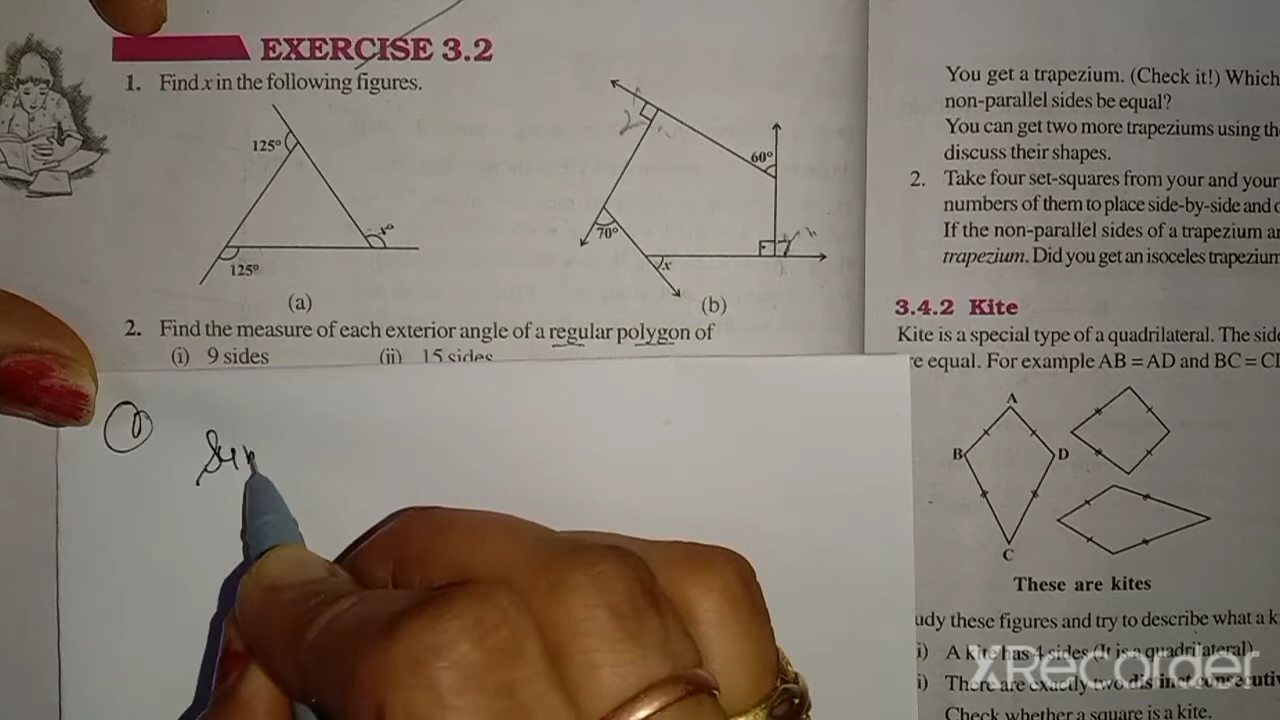 EXERCISE 3.2
1. Find x in the following figures.
125°
x°
125°
(a)
60°
70°
x
(b)
2. Find the measure of each exterior angle of a regular polygon of
(i) 9 sides (ii) 15 sides
You get a trapezium. (Check it!) Which
non-parallel sides be equal?
You can get two more trapeziums using th
discuss their shapes.
2. Take four set-squares from your and your
numbers of them to place side-by-side and
If the non-parallel sides of a trapezium ar
trapezium. Did you get an isoceles trapezium
3.4.2 Kite
Kite is a special type of a quadrilateral. The side
re equal. For example AB = AD and BC = CD
A
B
D
C
These are kites
udy these figures and try to describe what a k
i) A kite has 4 sides (It is a quadrilateral)
i) There are exactly two distinct consecutiv
Check whether a square is a kite.
XRecorder